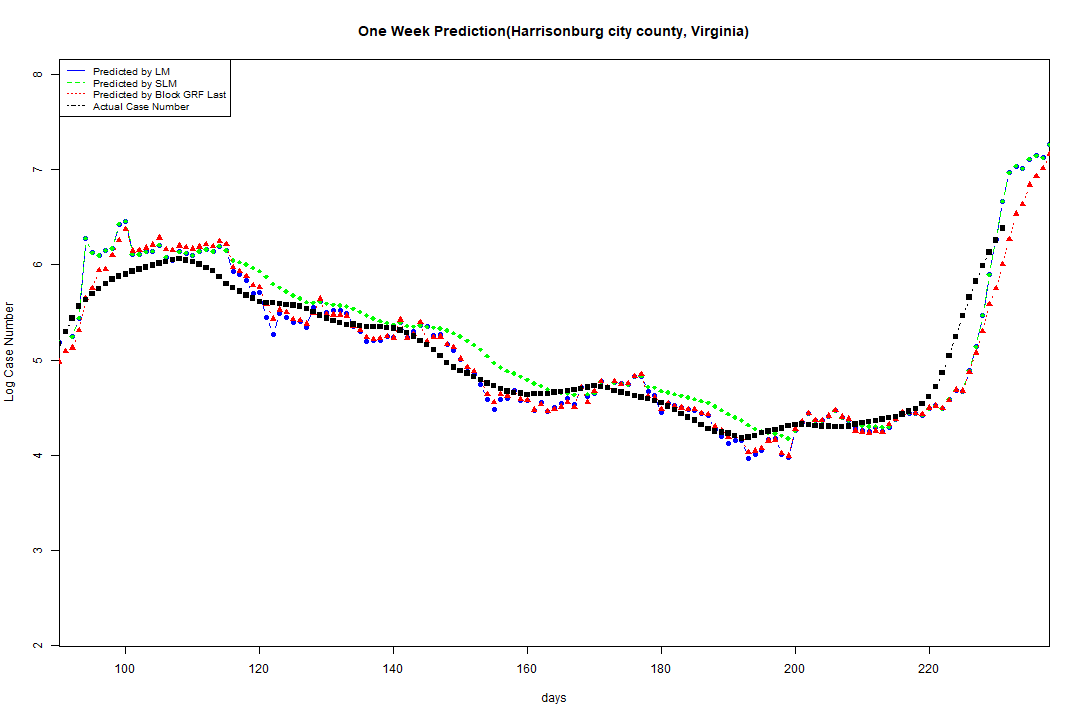 One Week Prediction(Harrisonburg city county, Virginia)
Predicted by LM
Predicted by SLM
Predicted by Block GRF Last
Actual Case Number
8
7
6
5
4
3
2
Log Case Number
100 120 140 160 180 200 220
days